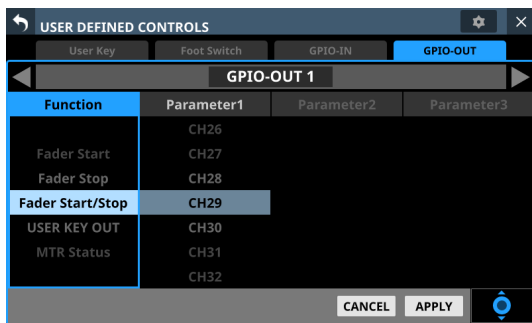 USER DEFINED CONTROLS
User Key Foot Switch GPIO-IN GPIO-OUT
GPIO-OUT 1
Function Parameter1 Parameter2 Parameter3
CH26
Fader Start CH27
Fader Stop CH28
Fader Start/Stop CH29
USER KEY OUT CH30
MTR Status CH31
CH32
CANCEL APPLY